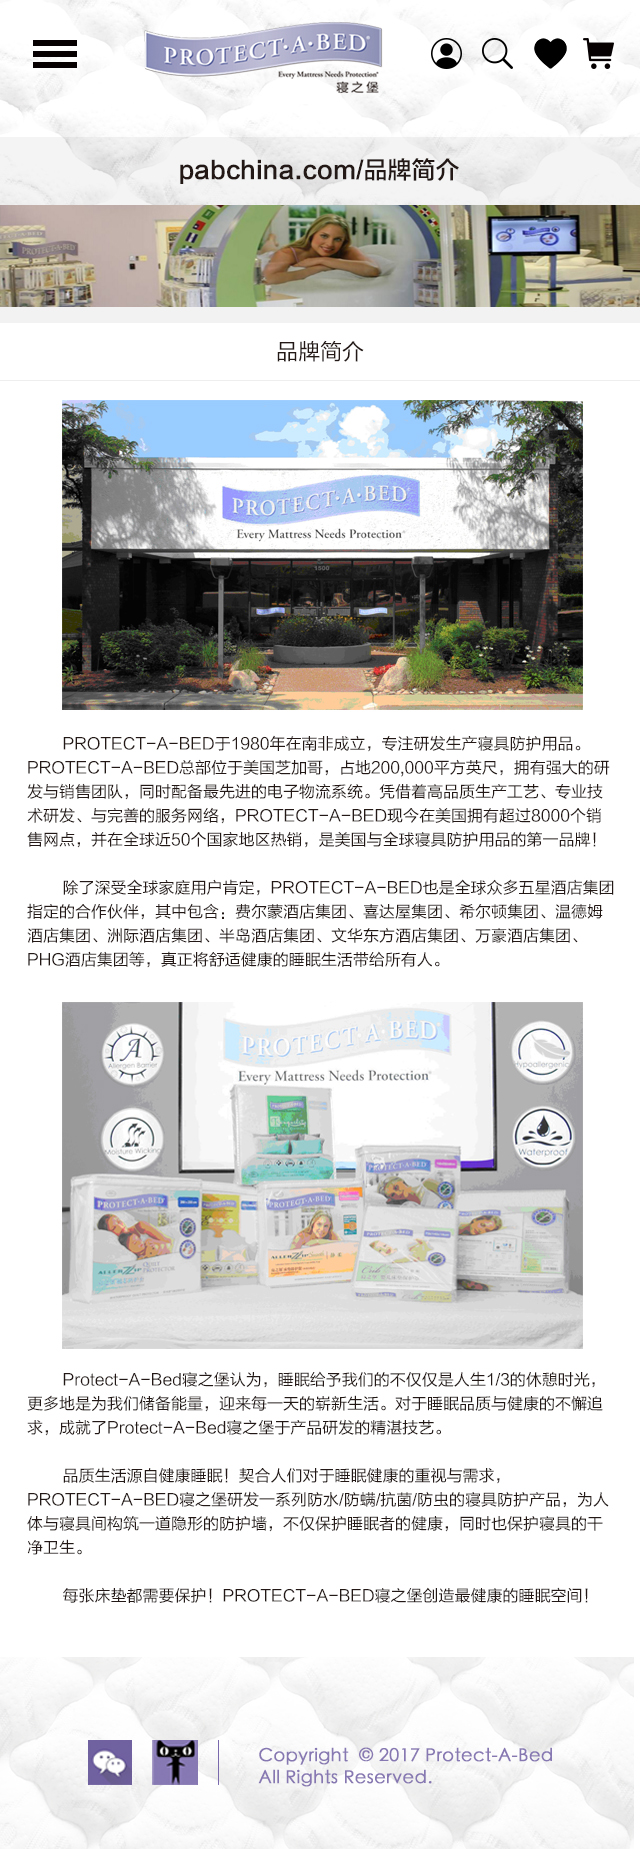 PROTECT·A·BED®
Every Mattress Needs Protection®
寝之堡
pabchina.com/品牌简介
PROTECT·A·BED
品牌简介
PROTECT·A·BED®
Every Mattress Needs Protection®
1500
PROTECT-A-BED于1980年在南非成立，专注研发生产寝具防护用品。
PROTECT-A-BED总部位于美国芝加哥，占地200,000平方英尺，拥有强大的研
发与销售团队，同时配备最先进的电子物流系统。凭借着高品质生产工艺、专业技
术研发、与完善的服务网络，PROTECT-A-BED现今在美国拥有超过8000个销
售网点，并在全球近50个国家地区热销，是美国与全球寝具防护用品的第一品牌！
除了深受全球家庭用户肯定，PROTECT-A-BED也是全球众多五星酒店集团
指定的合作伙伴，其中包含：费尔蒙酒店集团、喜达屋集团、希尔顿集团、温德姆
酒店集团、洲际酒店集团、半岛酒店集团、文华东方酒店集团、万豪酒店集团、
PHG酒店集团等，真正将舒适健康的睡眠生活带给所有人。
PROTECT·A·BED®
Every Mattress Needs Protection®
A
Allergen Barrier
Hypoallergenic
Moisture Wicking
Waterproof
PROTECT·A·BED
PROTECT·A·BED
PROTECT·A·BED
PROTECT·A·BED
QUILT
PROTECTOR
Protect-A-Bed寝之堡认为，睡眠给予我们的不仅仅是人生1/3的休憩时光，
更多地是为我们储备能量，迎来每一天的崭新生活。对于睡眠品质与健康的不懈追
求，成就了Protect-A-Bed寝之堡于产品研发的精湛技艺。
品质生活源自健康睡眠！契合人们对于睡眠健康的重视与需求，
PROTECT-A-BED寝之堡研发一系列防水/防螨/抗菌/防虫的寝具防护产品，为人
体与寝具间构筑一道隐形的防护墙，不仅保护睡眠者的健康，同时也保护寝具的干
净卫生。
每张床垫都需要保护！PROTECT-A-BED寝之堡创造最健康的睡眠空间！
Copyright © 2017 Protect-A-Bed
All Rights Reserved.